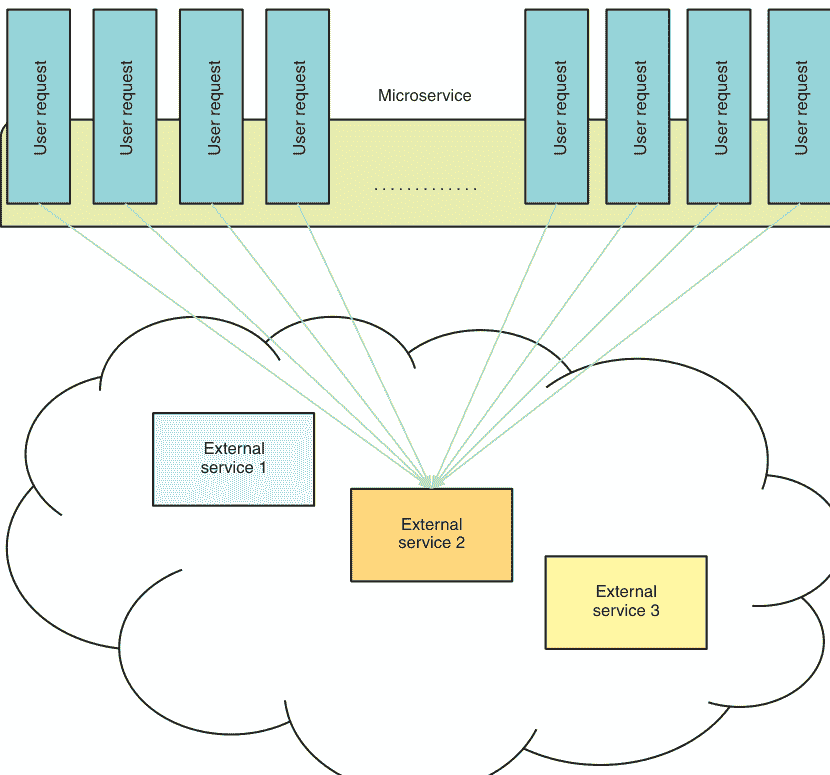 User request
User request
User request
User request
Microservice
.............
User request
User request
User request
User request
External
service 1
External
service 2
External
service 3